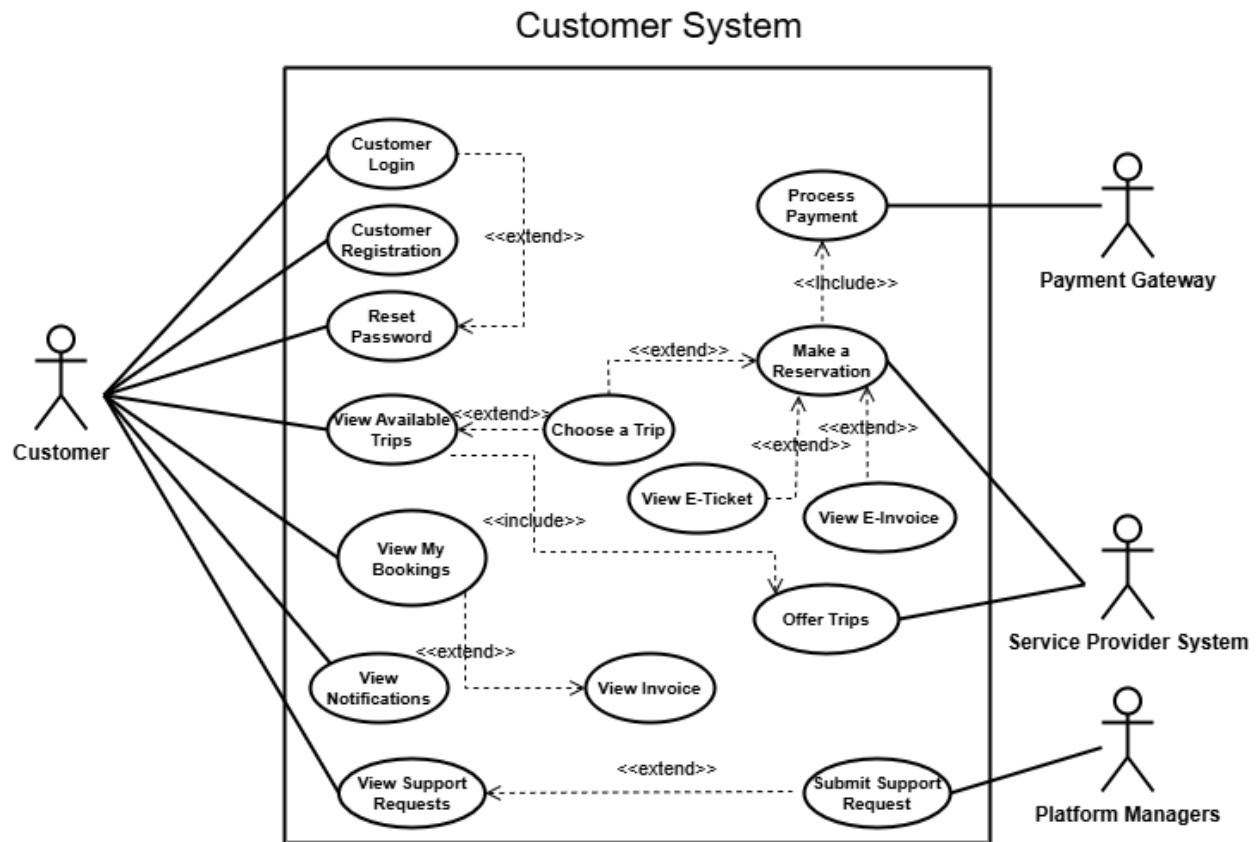 Customer System
Customer
Login
Customer
Registration
<<extend>>
Reset
Password
Process
Payment
Payment Gateway
<<Include>>
<<extend>>
Make a
Reservation
Customer
View Available
Trips
<<extend>>
Choose a Trip
<<extend>>
<<extend>>
View E-Ticket
View E-Invoice
<<include>>
View My
Bookings
Offer Trips
Service Provider System
<<extend>>
View
Notifications
View Invoice
<<extend>>
View Support
Requests
Submit Support
Request
Platform Managers